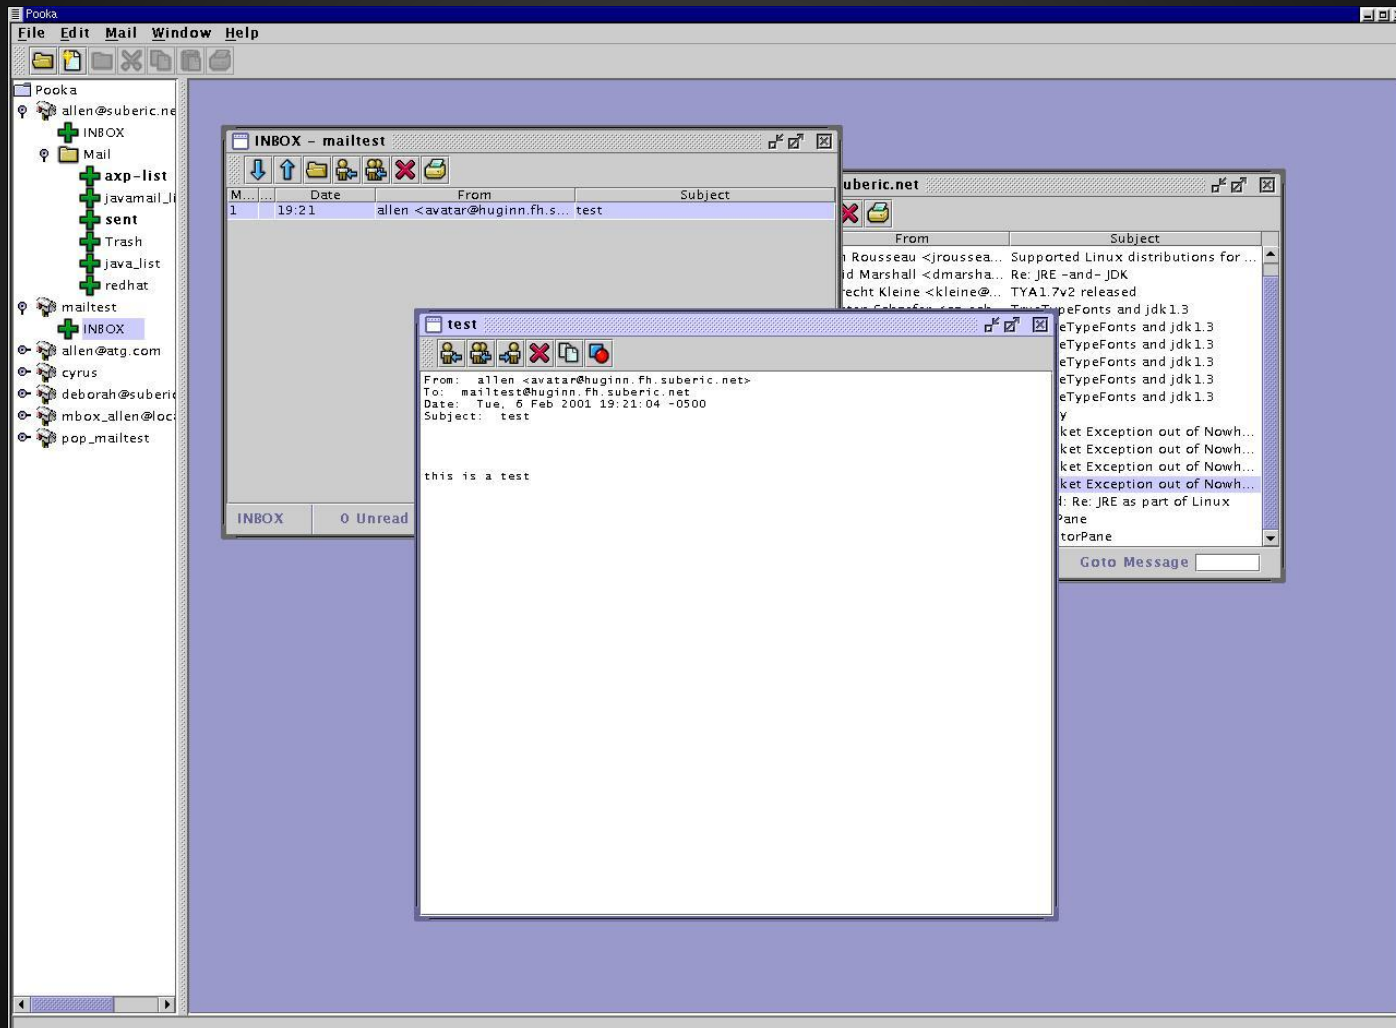 Pooka
File Edit Mail Window Help
Pooka
allen@suberic.ne
INBOX
Mail
axp-list
javamail_li
sent
Trash
java_list
redhat
mailtest
INBOX
allen@atg.com
cyrus
deborah@suberic
mbox_allen@loca
pop_mailtest
INBOX - mailtest
M... ... Date From Subject
1 19:21 allen <avatar@huginn.fh.s... test
INBOX 0 Unread
uberic.net
From Subject
Rousseau <jroussea... Supported Linux distributions for ...
id Marshall <dmarsha... Re: JRE -and- JDK
recht Kleine <kleine@... TYA1.7v2 released
TrueTypeFonts and jdk1.3
eTypeFonts and jdk1.3
eTypeFonts and jdk1.3
eTypeFonts and jdk1.3
eTypeFonts and jdk1.3
eTypeFonts and jdk1.3
y
ket Exception out of Nowh...
ket Exception out of Nowh...
ket Exception out of Nowh...
ket Exception out of Nowh...
: Re: JRE as part of Linux
Pane
torPane
Goto Message
test
From: allen <avatar@huginn.fh.suberic.net>
To: mailtest@huginn.fh.suberic.net
Date: Tue, 6 Feb 2001 19:21:04 -0500
Subject: test
this is a test